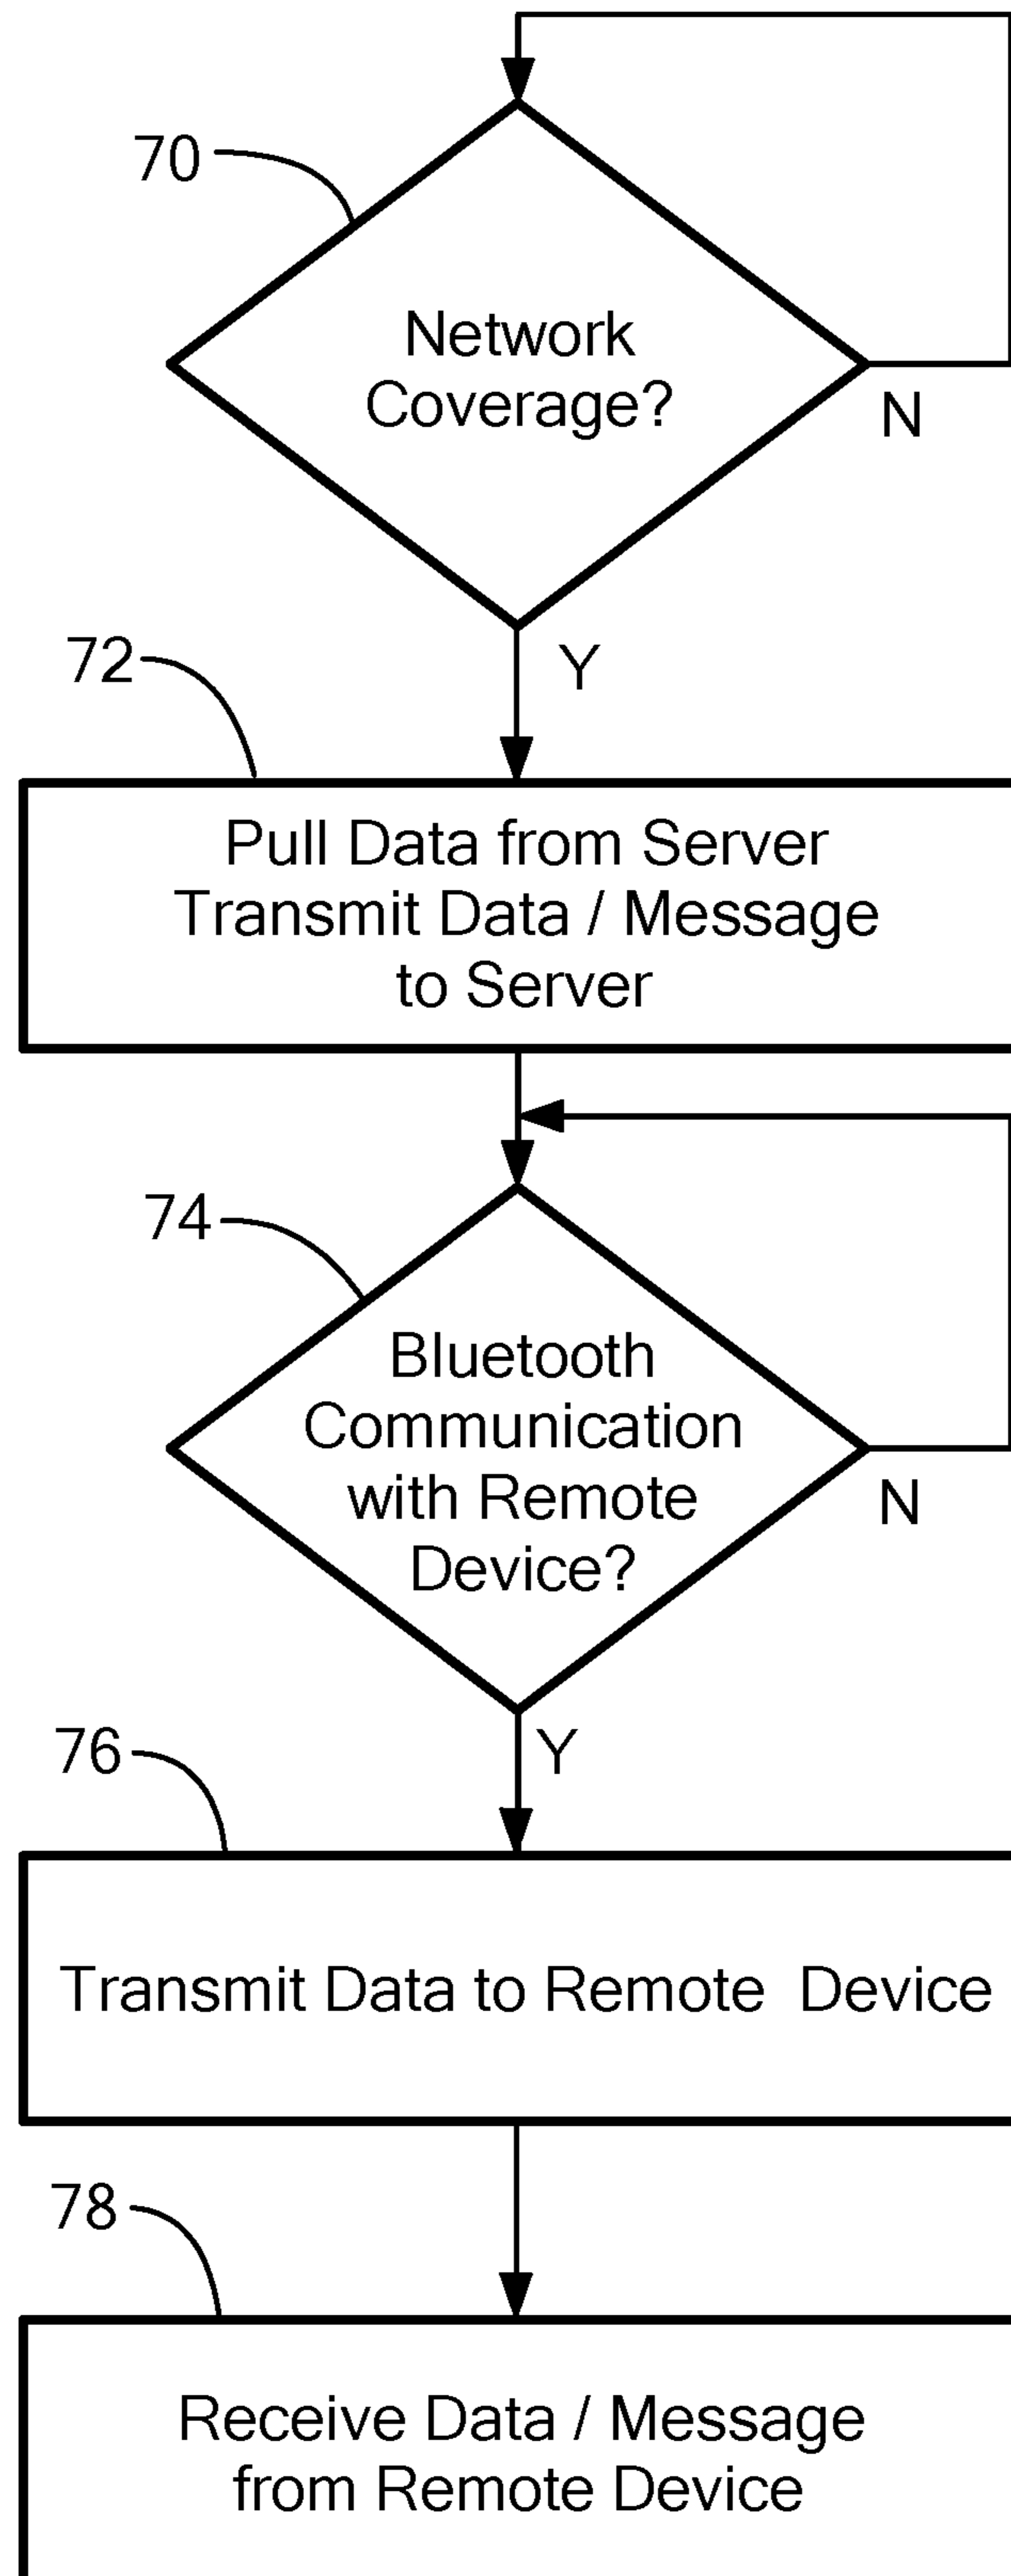 70
Network
Coverage?
N
Y
72
Pull Data from Server
Transmit Data / Message
to Server
74
Bluetooth
Communication
with Remote
Device?
N
Y
76
Transmit Data to Remote  Device
78
Receive Data / Message
from Remote Device